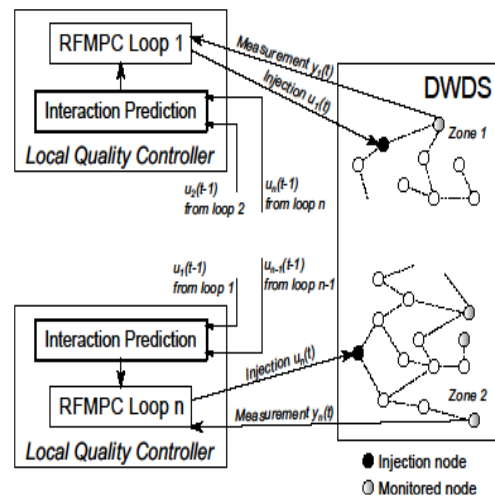 RFMPC Loop 1
Interaction Prediction
Local Quality Controller
Measurement y1(t)
Injection u1(t)
DWDS
Zone 1
u2(t-1)
from loop 2
un(t-1)
from loop n
u1(t-1)
from loop 1
un-1(t-1)
from loop n-1
Interaction Prediction
RFMPC Loop n
Local Quality Controller
Injection un(t)
Measurement yn(t)
Zone 2
Injection node
Monitored node